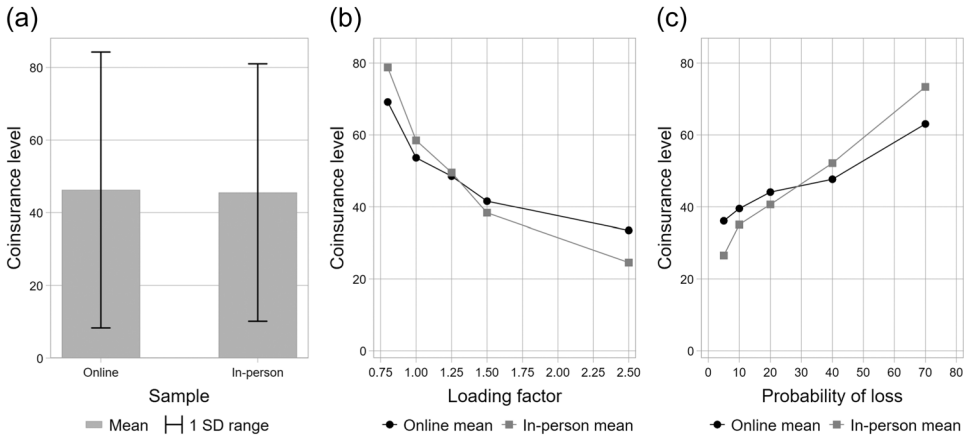 (a)
Coinsurance level
80
60
40
20
0
Online
In-person
Sample
Mean
1 SD range
(b)
Coinsurance level
80
60
40
20
0
0.75
1.00
1.25
1.50
1.75
2.00
2.25
2.50
Loading factor
Online mean
In-person mean
(c)
Coinsurance level
80
60
40
20
0
0
10
20
30
40
50
60
70
80
Probability of loss
Online mean
In-person mean